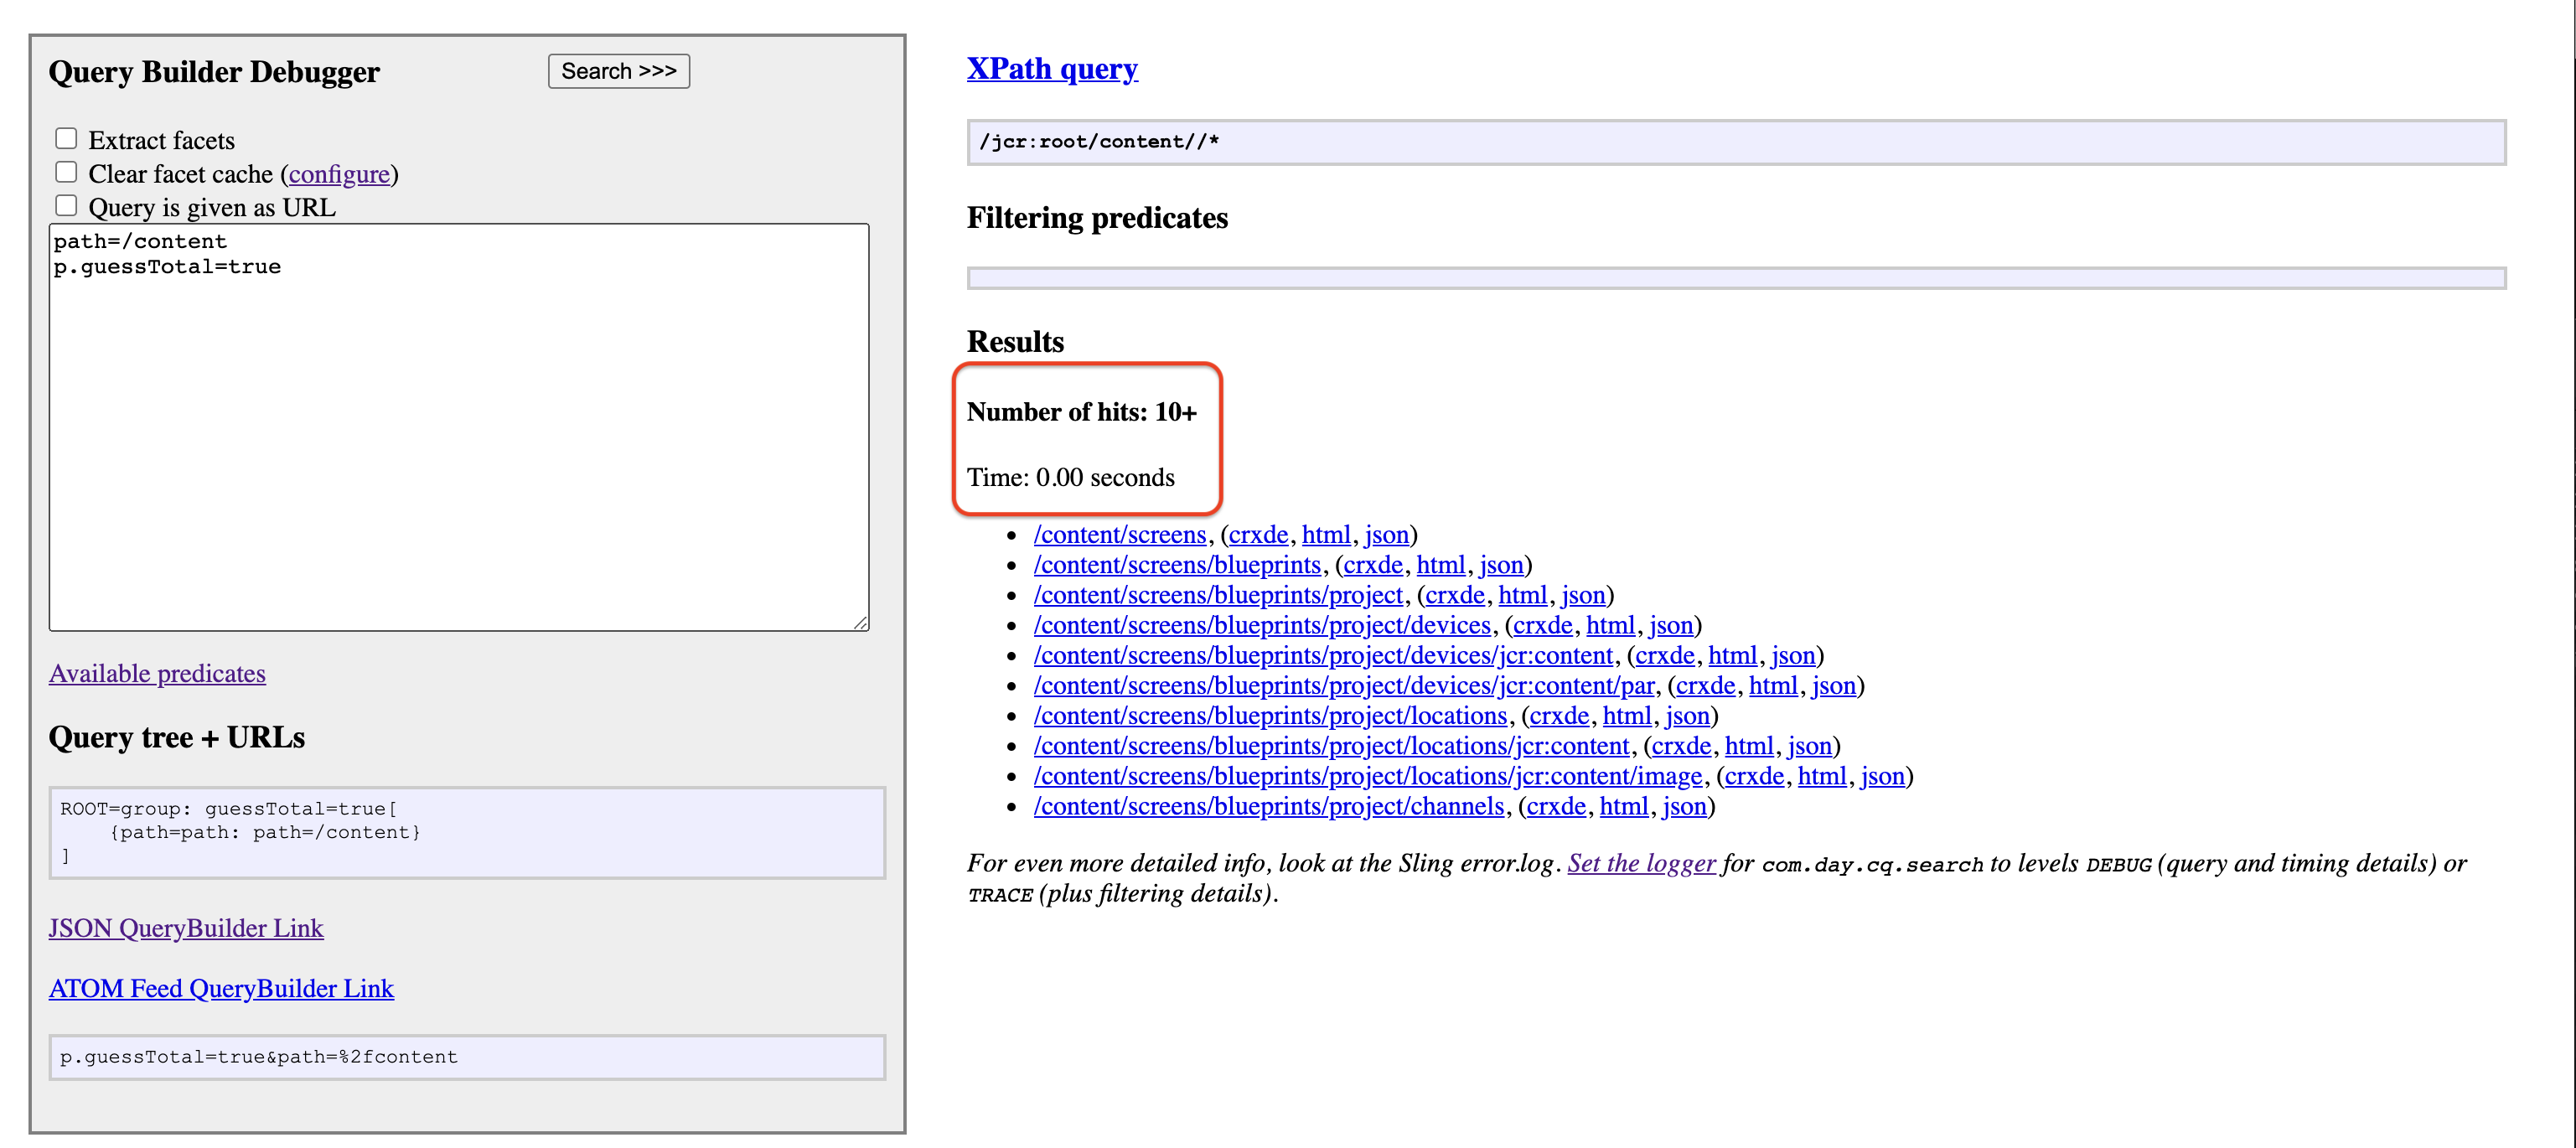 Query Builder Debugger
Search >>>
Extract facets
Clear facet cache (configure)
Query is given as URL
path=/content
p.guessTotal=true
Available predicates
Query tree + URLs
ROOT=group: guessTotal=true[
    {path=path: path=/content}
]
JSON QueryBuilder Link
ATOM Feed QueryBuilder Link
p.guessTotal=true&path=%2fcontent
XPath query
/jcr:root/content//*
Filtering predicates
Results
Number of hits: 10+
Time: 0.00 seconds
• /content/screens, (crxde, html, json)
• /content/screens/blueprints, (crxde, html, json)
• /content/screens/blueprints/project, (crxde, html, json)
• /content/screens/blueprints/project/devices, (crxde, html, json)
• /content/screens/blueprints/project/devices/jcr:content, (crxde, html, json)
• /content/screens/blueprints/project/devices/jcr:content/par, (crxde, html, json)
• /content/screens/blueprints/project/locations, (crxde, html, json)
• /content/screens/blueprints/project/locations/jcr:content, (crxde, html, json)
• /content/screens/blueprints/project/locations/jcr:content/image, (crxde, html, json)
• /content/screens/blueprints/project/channels, (crxde, html, json)
For even more detailed info, look at the Sling error.log. Set the logger for com.day.cq.search to levels DEBUG (query and timing details) or
TRACE (plus filtering details).